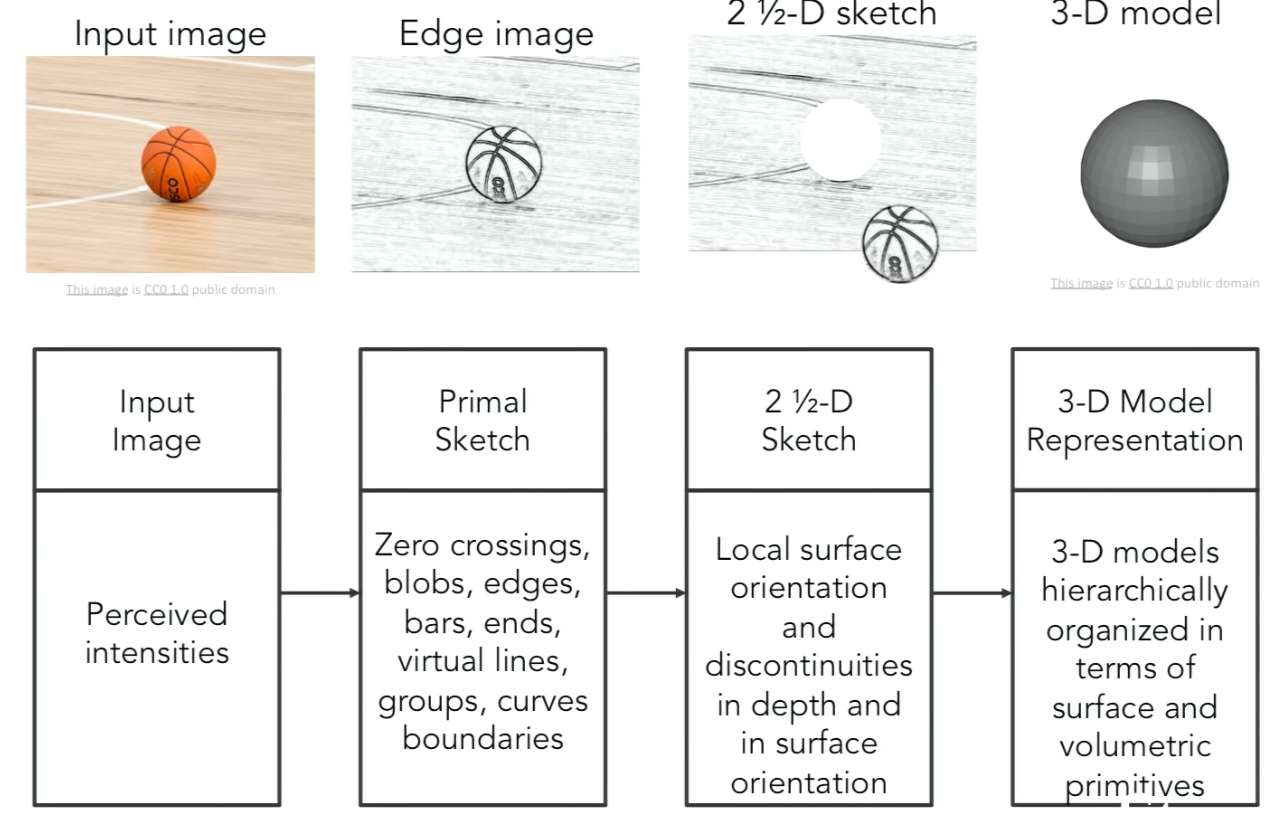 Input image
Edge image
2 ½-D sketch
3-D model
This image is CC0 1.0 public domain
This image is CC0 1.0 public domain
Input
Image
Perceived
intensities
Primal
Sketch
Zero crossings,
blobs, edges,
bars, ends,
virtual lines,
groups, curves
boundaries
2 ½-D
Sketch
Local surface
orientation
and
discontinuities
in depth and
in surface
orientation
3-D Model
Representation
3-D models
hierarchically
organized in
terms of
surface and
volumetric
primitives